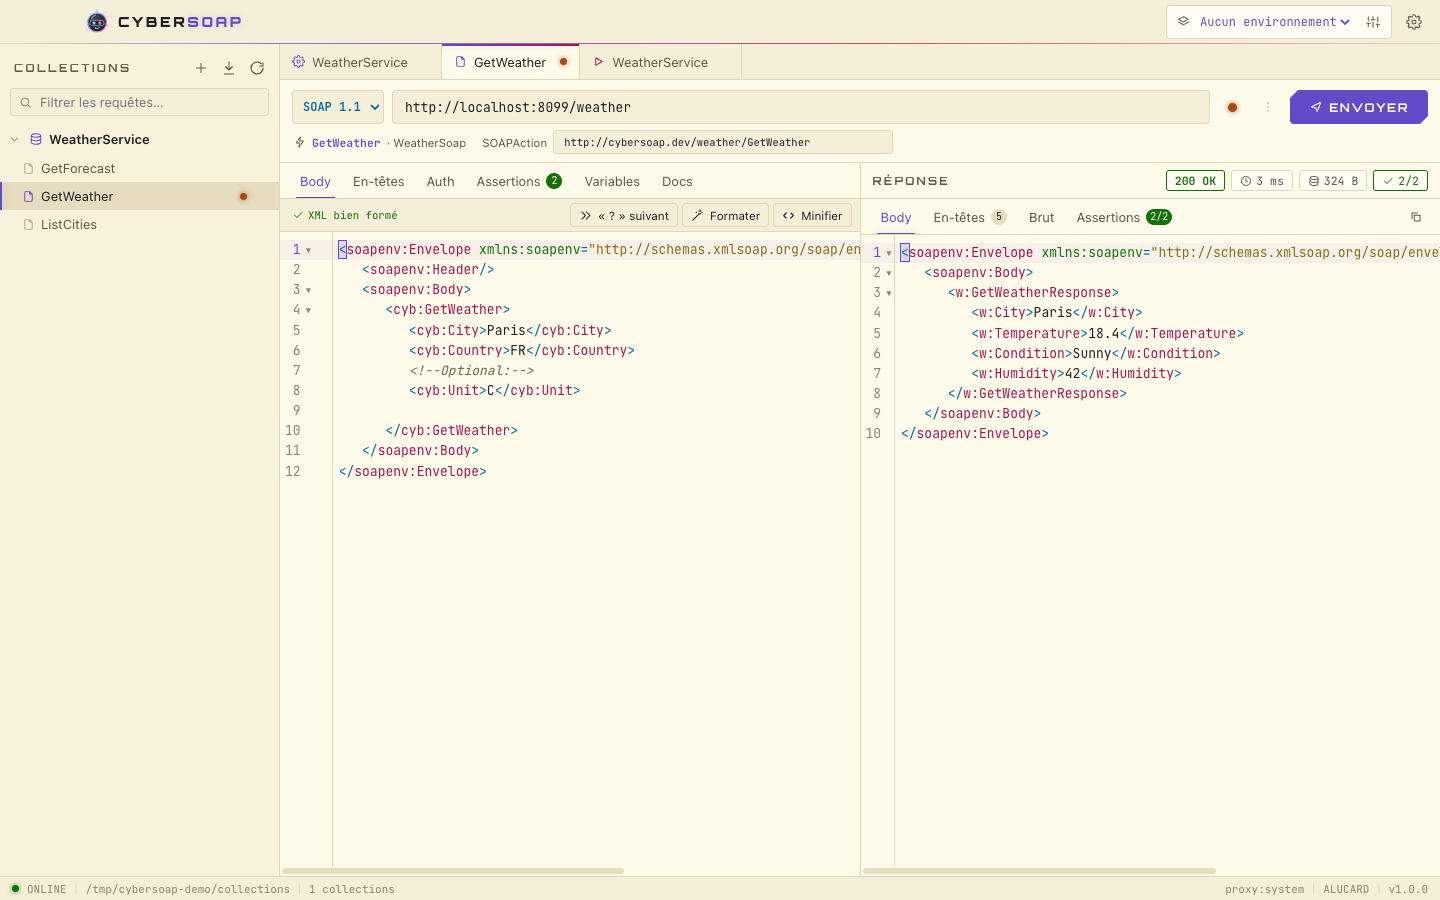 CYBERSOAP
Aucun environnement
COLLECTIONS
Filtrer les requêtes...
WeatherService
GetForecast
GetWeather
ListCities
WeatherService
GetWeather
WeatherService
SOAP 1.1
http://localhost:8099/weather
ENVOYER
GetWeather · WeatherSoap SOAPAction http://cybersoap.dev/weather/GetWeather
Body En-têtes Auth Assertions 2 Variables Docs
XML bien formé
« ? » suivant
Formater
Minifier
1 <soapenv:Envelope xmlns:soapenv="http://schemas.xmlsoap.org/soap/en
2 <soapenv:Header/>
3 <soapenv:Body>
4 <cyb:GetWeather>
5 <cyb:City>Paris</cyb:City>
6 <cyb:Country>FR</cyb:Country>
7 <!--Optional:-->
8 <cyb:Unit>C</cyb:Unit>
9
10 </cyb:GetWeather>
11 </soapenv:Body>
12 </soapenv:Envelope>
RÉPONSE
200 OK
3 ms
324 B
2/2
Body En-têtes 5 Brut Assertions 2/2
1 <soapenv:Envelope xmlns:soapenv="http://schemas.xmlsoap.org/soap/enve
2 <soapenv:Body>
3 <w:GetWeatherResponse>
4 <w:City>Paris</w:City>
5 <w:Temperature>18.4</w:Temperature>
6 <w:Condition>Sunny</w:Condition>
7 <w:Humidity>42</w:Humidity>
8 </w:GetWeatherResponse>
9 </soapenv:Body>
10 </soapenv:Envelope>
ONLINE
/tmp/cybersoap-demo/collections
1 collections
proxy:system
ALUCARD
v1.0.0